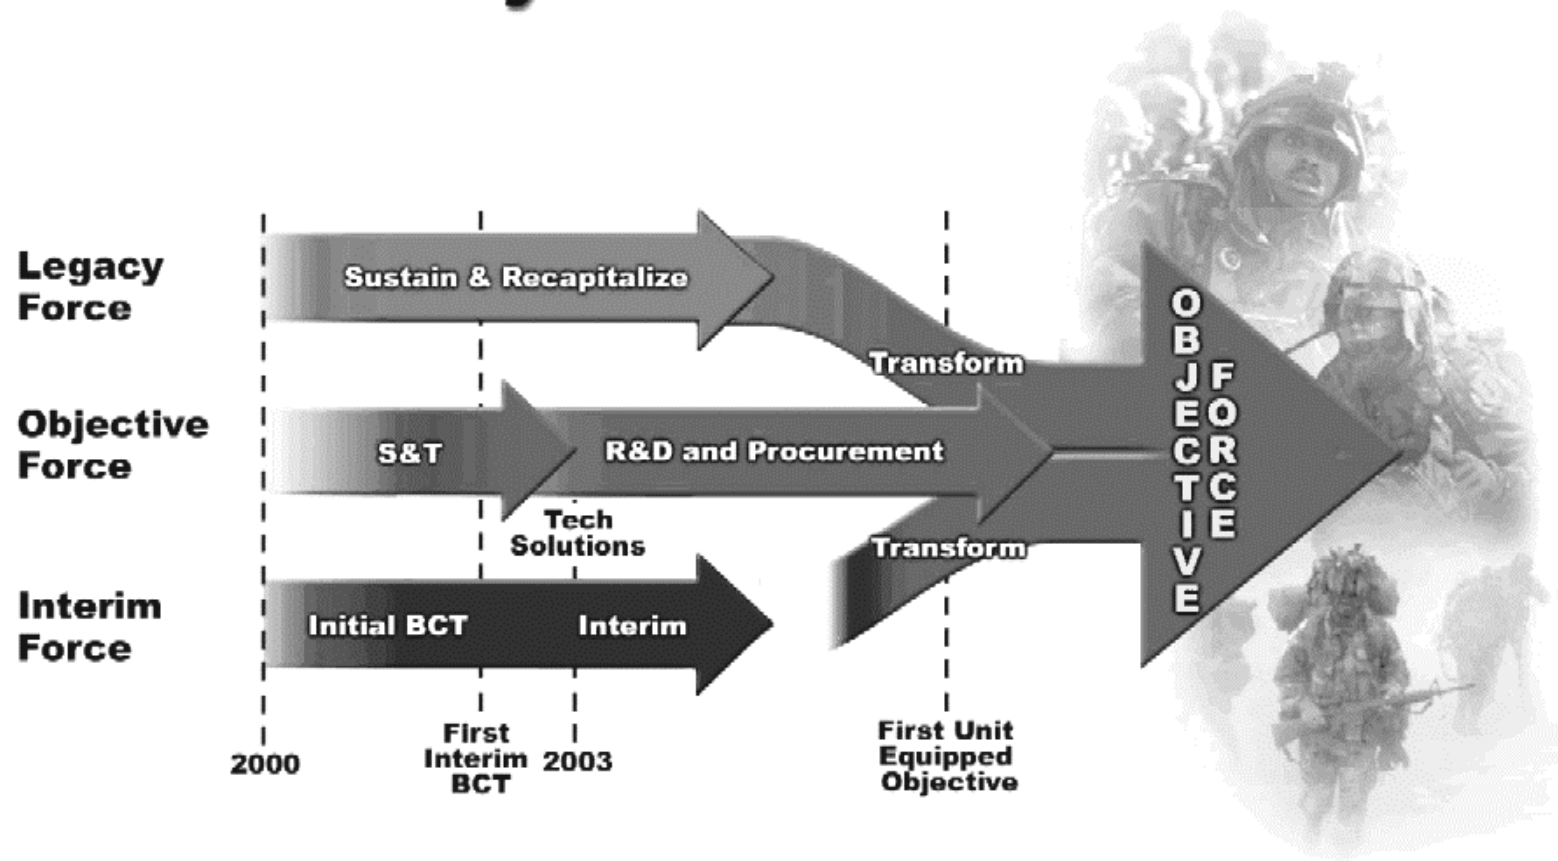 Legacy
Force
Sustain & Recapitalize
Transform
Objective
Force
S&T
R&D and Procurement
Tech
Solutions
Transform
Interim
Force
Initial BCT
Interim
OBJECTIVE
FORCE
2000
First
Interim
BCT
2003
First Unit
Equipped
Objective